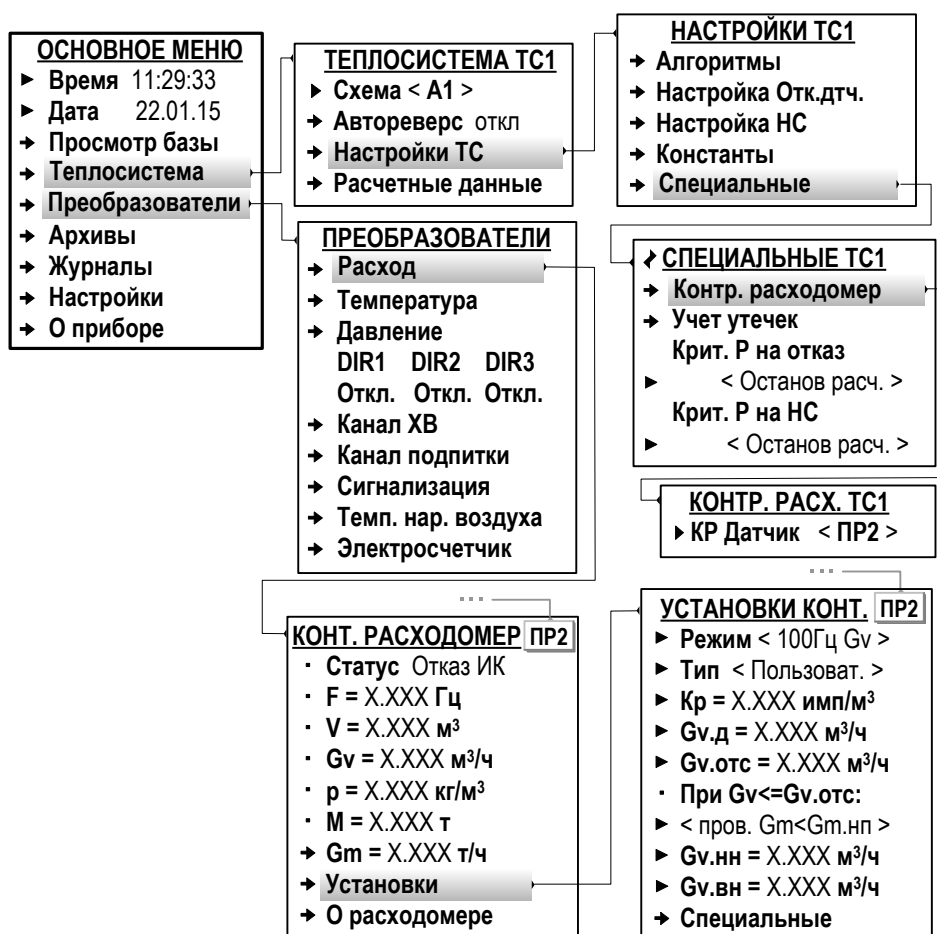 ОСНОВНОЕ МЕНЮ
Время 11:29:33
Дата 22.01.15
Просмотр базы
Теплосистема
Преобразователи
Архивы
Журналы
Настройки
О приборе
ТЕПЛОСИСТЕМА ТС1
Схема < А1 >
Автореверс откл
Настройки ТС
Расчетные данные
НАСТРОЙКИ ТС1
Алгоритмы
Настройка Отк.дтч.
Настройка НС
Константы
Специальные
ПРЕОБРАЗОВАТЕЛИ
Расход
Температура
Давление
DIR1 DIR2 DIR3
Откл. Откл. Откл.
Канал ХВ
Канал подпитки
Сигнализация
Темп. нар. воздуха
Электросчетчик
СПЕЦИАЛЬНЫЕ ТС1
Контр. расходомер
Учет утечек
Крит. Р на отказ
< Останов расч. >
Крит. Р на НС
< Останов расч. >
КОНТР. РАСХ. ТС1
КР Датчик < ПР2 >
КОНТ. РАСХОДОМЕР ПР2
Статус Отказ ИК
F = X.XXX Гц
V = X.XXX м³
Gv = X.XXX м³/ч
p = X.XXX кг/м³
M = X.XXX т
Gm = X.XXX т/ч
Установки
О расходомере
УСТАНОВКИ КОНТ. ПР2
Режим < 100Гц Gv >
Тип < Пользоват. >
Кр = X.XXX имп/м³
Gv.д = X.XXX м³/ч
Gv.отс = X.XXX м³/ч
При Gv<=Gv.отс:
< пров. Gm<Gm.нп >
Gv.нн = X.XXX м³/ч
Gv.вн = X.XXX м³/ч
Специальные